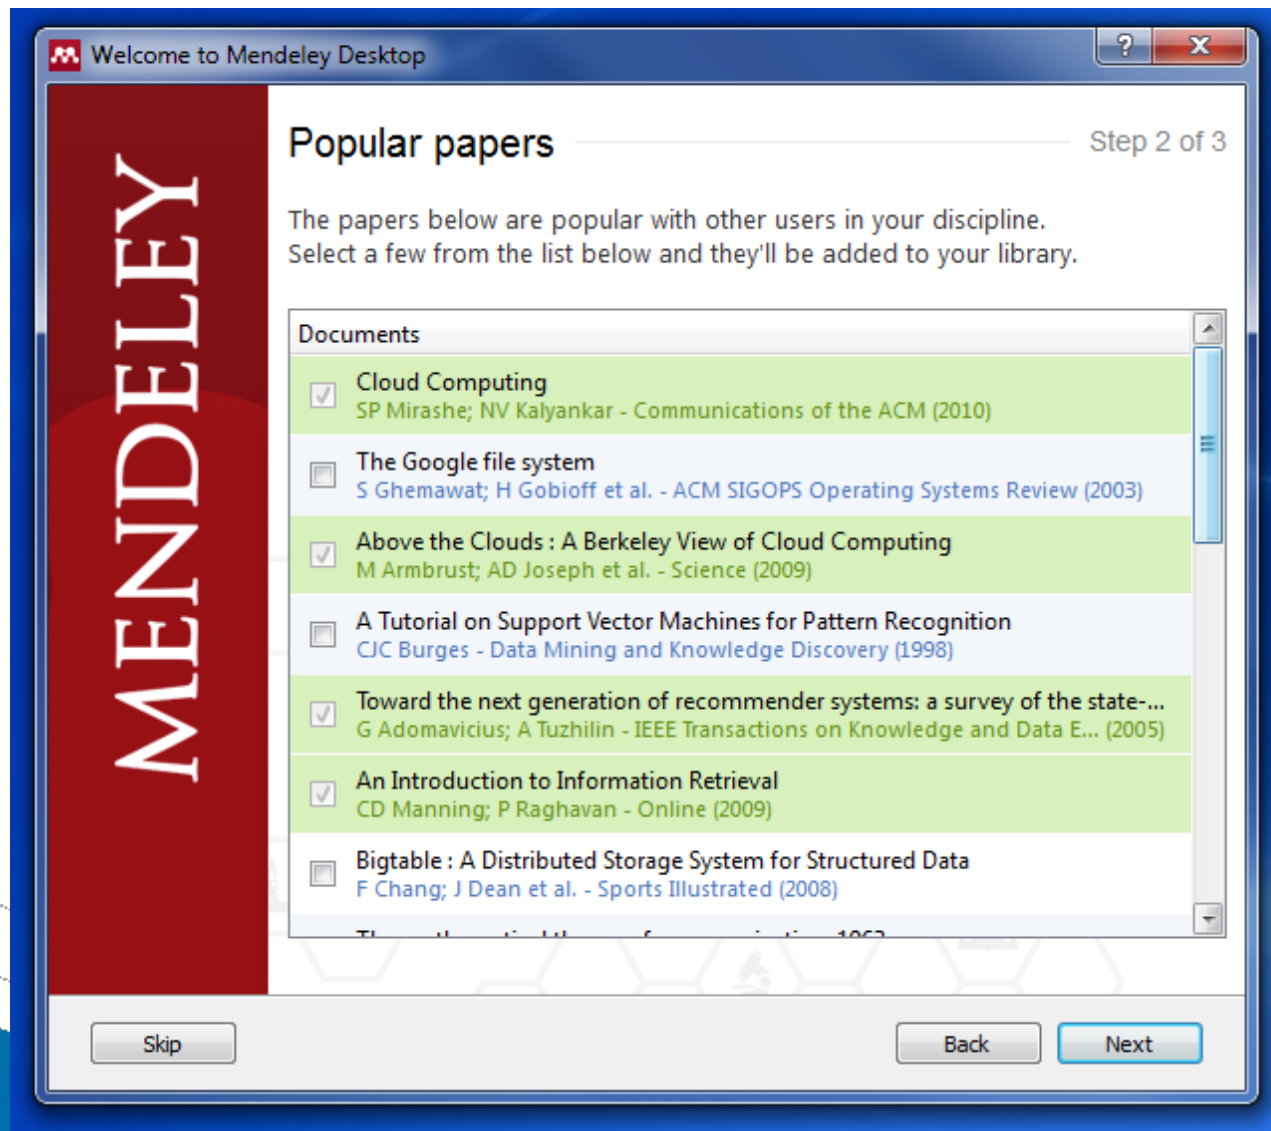 Welcome to Mendeley Desktop
MENDELEY
Popular papers
Step 2 of 3
The papers below are popular with other users in your discipline.
Select a few from the list below and they'll be added to your library.
Documents
Cloud Computing
SP Mirashe; NV Kalyankar - Communications of the ACM (2010)
The Google file system
S Ghemawat; H Gobioff et al. - ACM SIGOPS Operating Systems Review (2003)
Above the Clouds : A Berkeley View of Cloud Computing
M Armbrust; AD Joseph et al. - Science (2009)
A Tutorial on Support Vector Machines for Pattern Recognition
CJC Burges - Data Mining and Knowledge Discovery (1998)
Toward the next generation of recommender systems: a survey of the state-...
G Adomavicius; A Tuzhilin - IEEE Transactions on Knowledge and Data E... (2005)
An Introduction to Information Retrieval
CD Manning; P Raghavan - Online (2009)
Bigtable : A Distributed Storage System for Structured Data
F Chang; J Dean et al. - Sports Illustrated (2008)
Skip
Back
Next